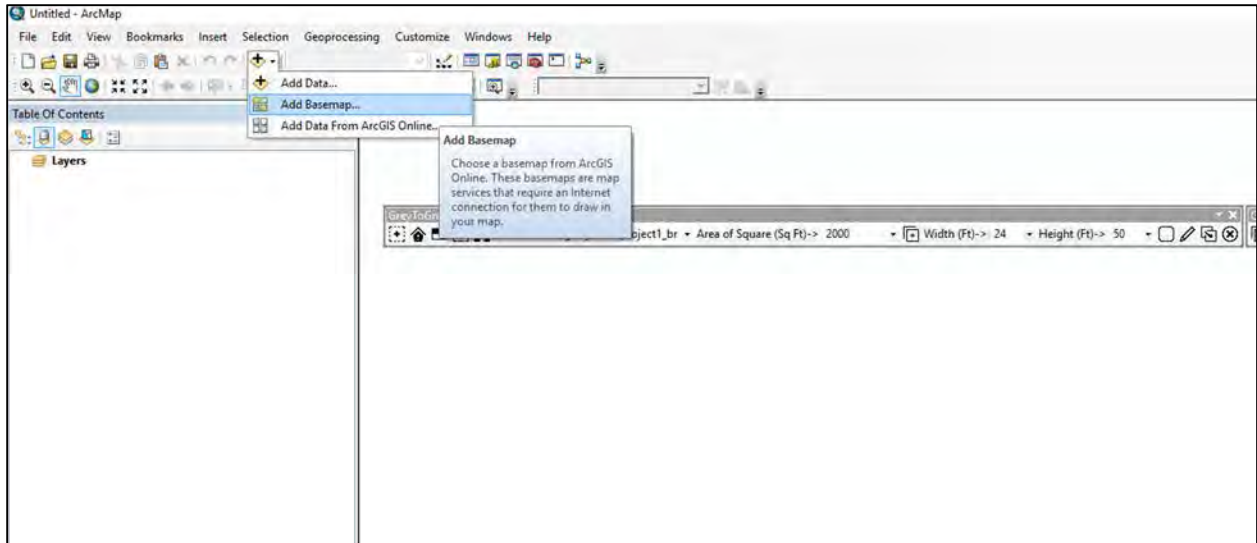 Untitled - ArcMap
File Edit View Bookmarks Insert Selection Geoprocessing Customize Windows Help
Add Data...
Add Basemap...
Add Data From ArcGIS Online...
Table Of Contents
Layers
Add Basemap
Choose a basemap from ArcGIS
Online. These basemaps are map
services that require an Internet
connection for them to draw in
your map.
GreyToGr
oject1_br Area of Square (Sq Ft)-> 2000 Width (Ft)-> 24 Height (Ft)-> 50